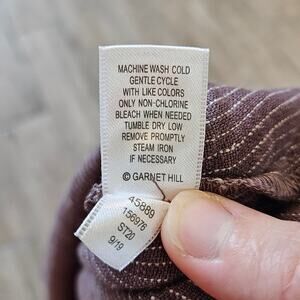 MACHINE WASH COLD
GENTLE CYCLE
WITH LIKE COLORS
ONLY NON-CHLORINE
BLEACH WHEN NEEDED
TUMBLE DRY LOW
REMOVE PROMPTLY
STEAM IRON
IF NECESSARY
© GARNET HILL
45889
156976
ST20
9/19